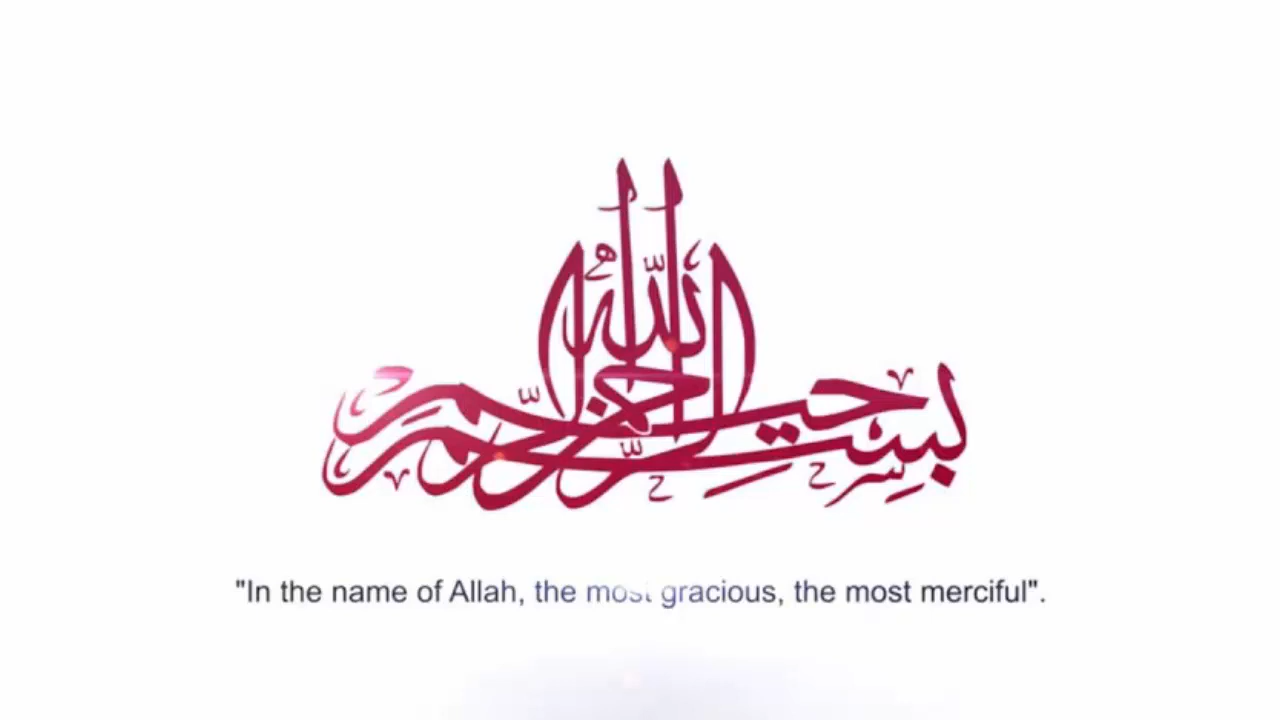 بسم الله الرحمن الرحيم
"In the name of Allah, the most gracious, the most merciful".